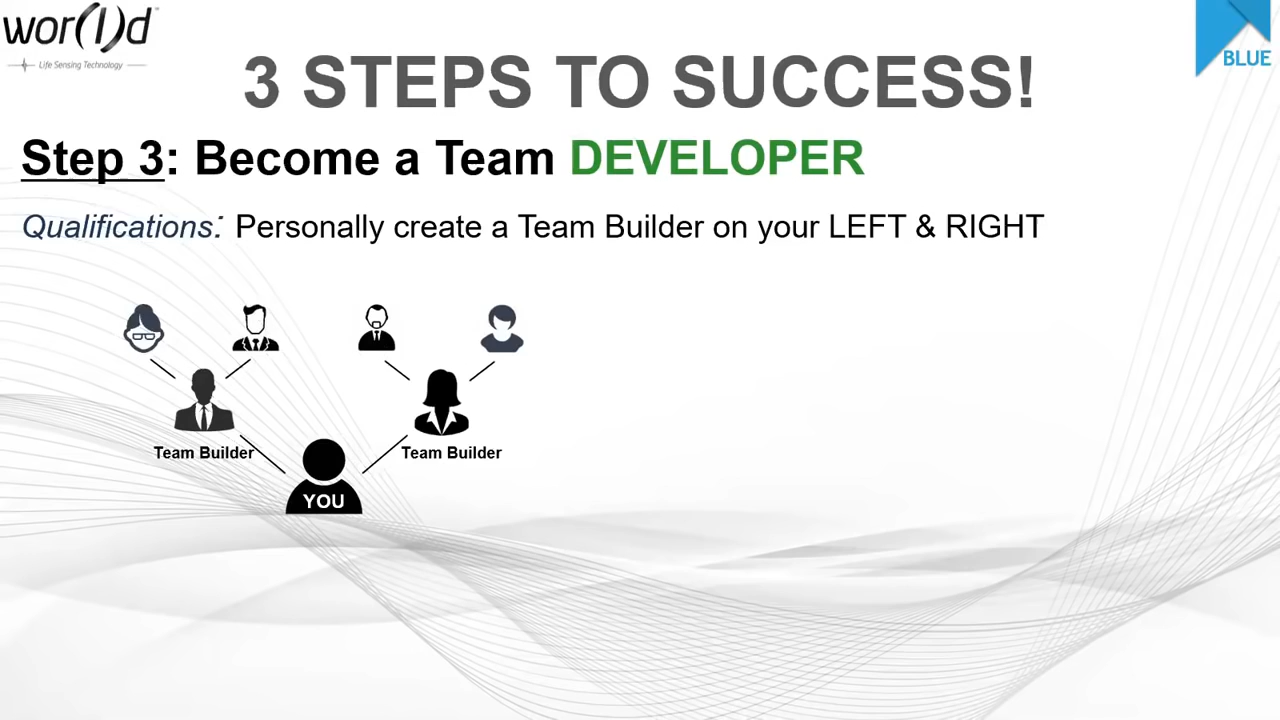 wor(l)d
Life Sensing Technology
BLUE
3 STEPS TO SUCCESS!
Step 3: Become a Team DEVELOPER
Qualifications: Personally create a Team Builder on your LEFT & RIGHT
Team Builder
Team Builder
YOU